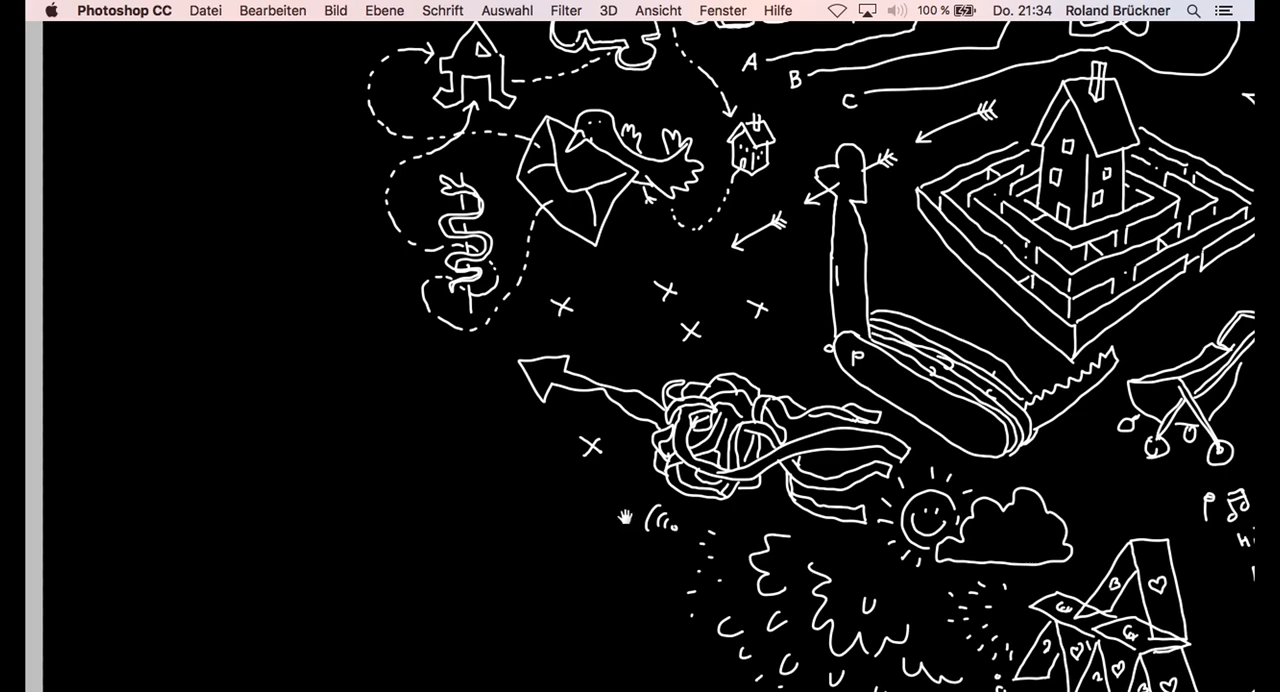 Photoshop CC Datei Bearbeiten Bild Ebene Schrift Auswahl Filter 3D Ansicht Fenster Hilfe 100 % Do. 21:34 Roland Brückner
A
B
C
P